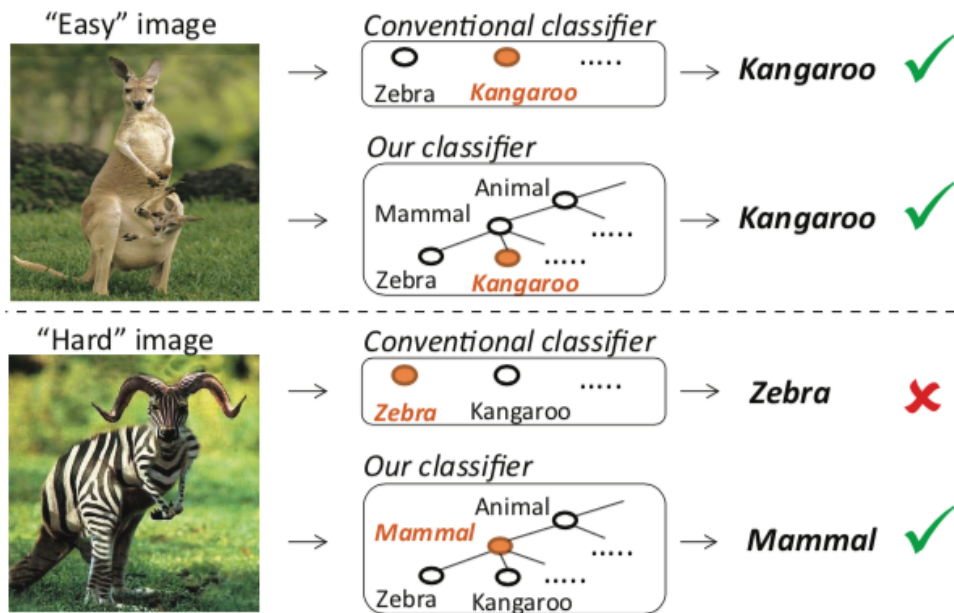 “Easy” image
Conventional classifier
Zebra
Kangaroo
.....
Kangaroo
Our classifier
Animal
Mammal
.....
Zebra
Kangaroo
.....
Kangaroo
“Hard” image
Conventional classifier
Zebra
Kangaroo
.....
Zebra
Our classifier
Animal
Mammal
.....
Zebra
Kangaroo
.....
Mammal